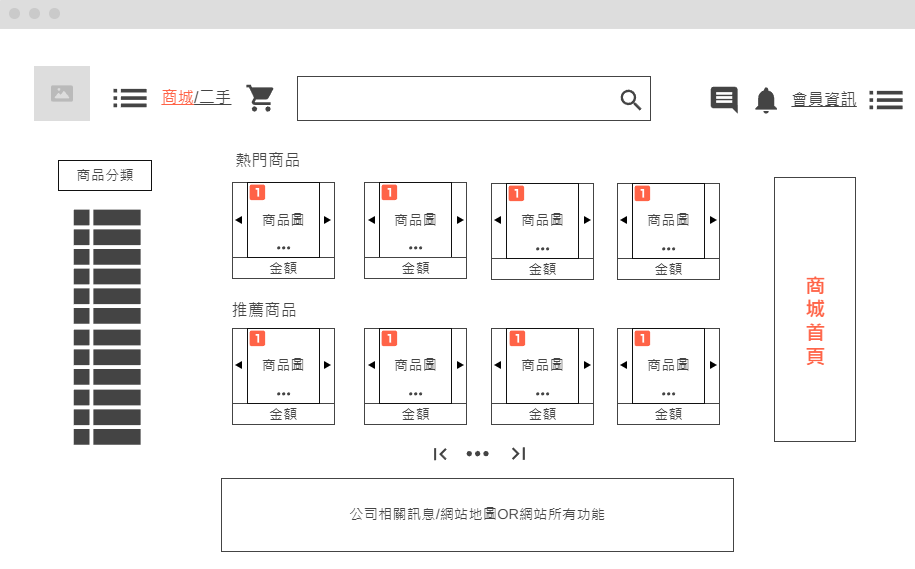 商城/二手
會員資訊
商品分類
熱門商品
1 1 1 1
商品圖 商品圖 商品圖 商品圖
金額 金額 金額 金額
推薦商品
1 1 1 1
商品圖 商品圖 商品圖 商品圖
金額 金額 金額 金額
商
城
首
頁
公司相關訊息/網站地圖OR網站所有功能